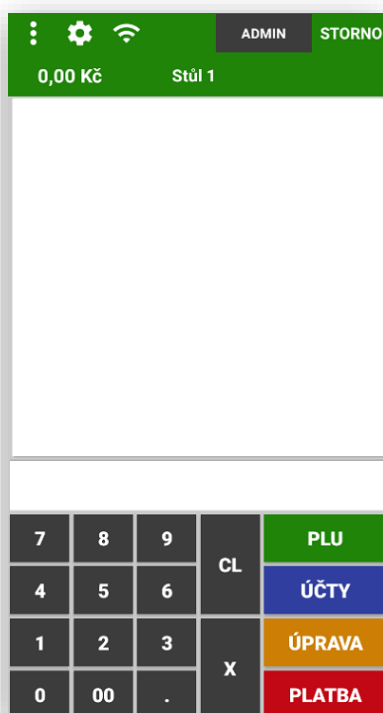 ADMIN STORNO
0,00 Kč Stůl 1
7 8 9 CL PLU
4 5 6 ÚČTY
1 2 3 X ÚPRAVA
0 00 . PLATBA